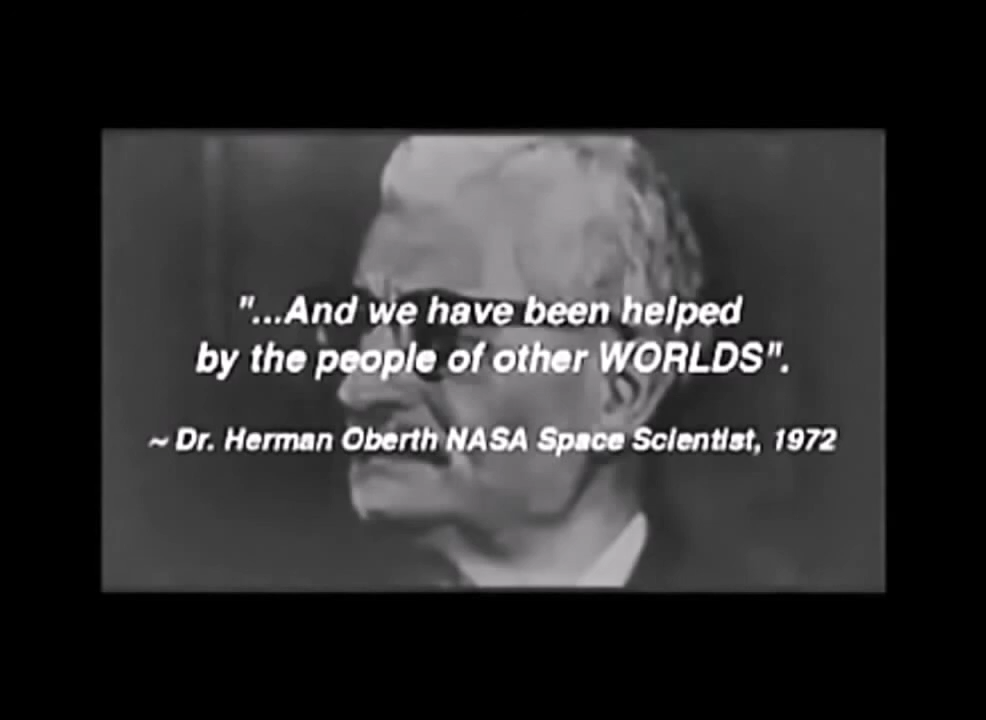 "...And we have been helped
by the people of other WORLDS".
~ Dr. Herman Oberth NASA Space Scientist, 1972